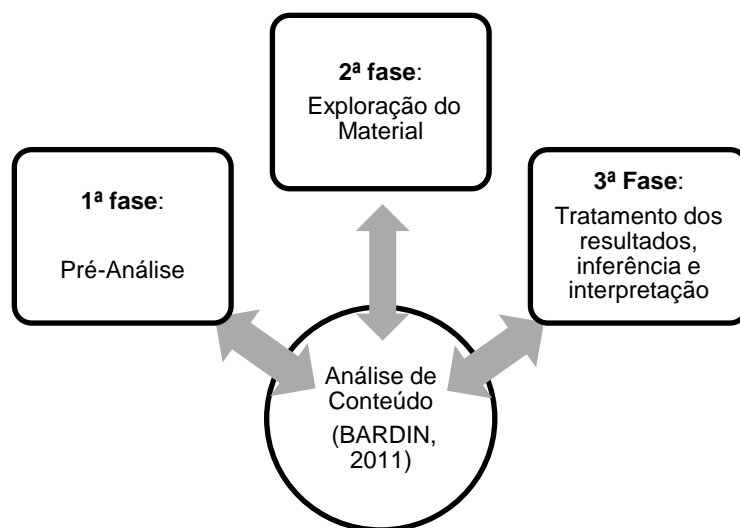 1ª fase:
Pré-Análise
2ª fase:
Exploração do
Material
3ª Fase:
Tratamento dos
resultados,
inferência e
interpretação
Análise de
Conteúdo
(BARDIN,
2011)